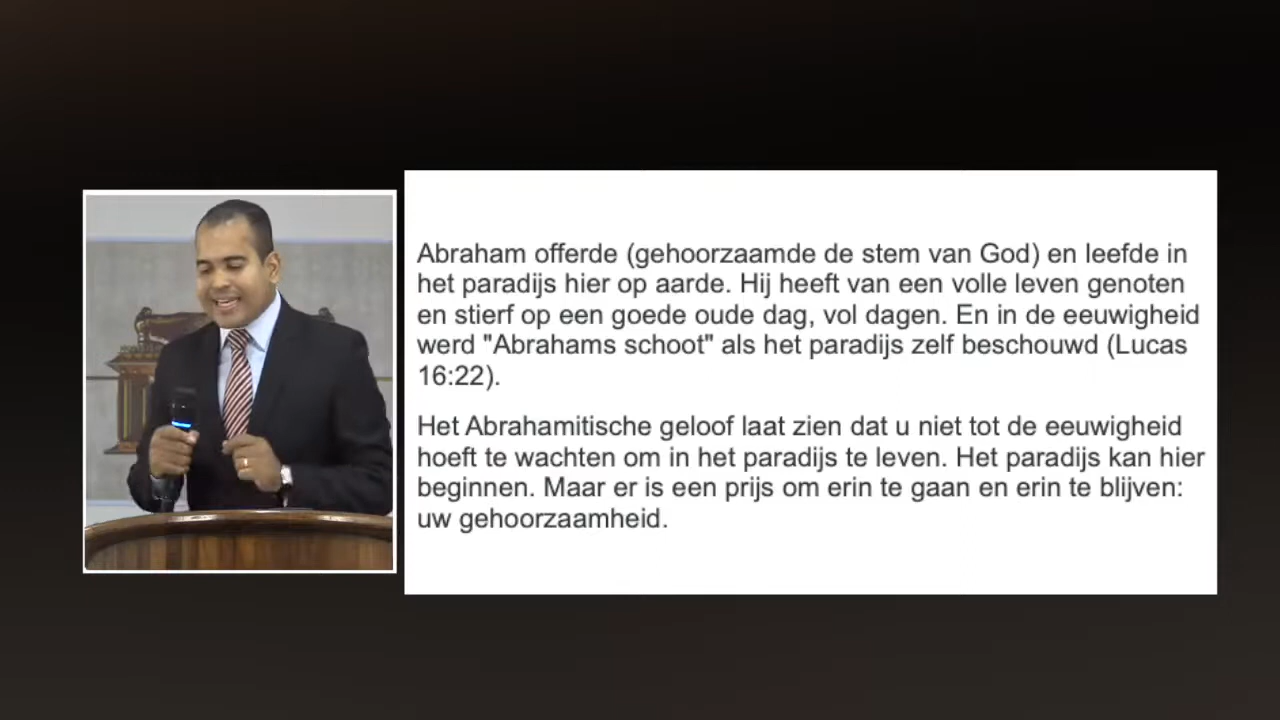 Abraham offerde (gehoorzaamde de stem van God) en leefde in
het paradijs hier op aarde. Hij heeft van een volle leven genoten
en stierf op een goede oude dag, vol dagen. En in de eeuwigheid
werd "Abrahams schoot" als het paradijs zelf beschouwd (Lucas
16:22).
Het Abrahamitische geloof laat zien dat u niet tot de eeuwigheid
hoeft te wachten om in het paradijs te leven. Het paradijs kan hier
beginnen. Maar er is een prijs om erin te gaan en erin te blijven:
uw gehoorzaamheid.